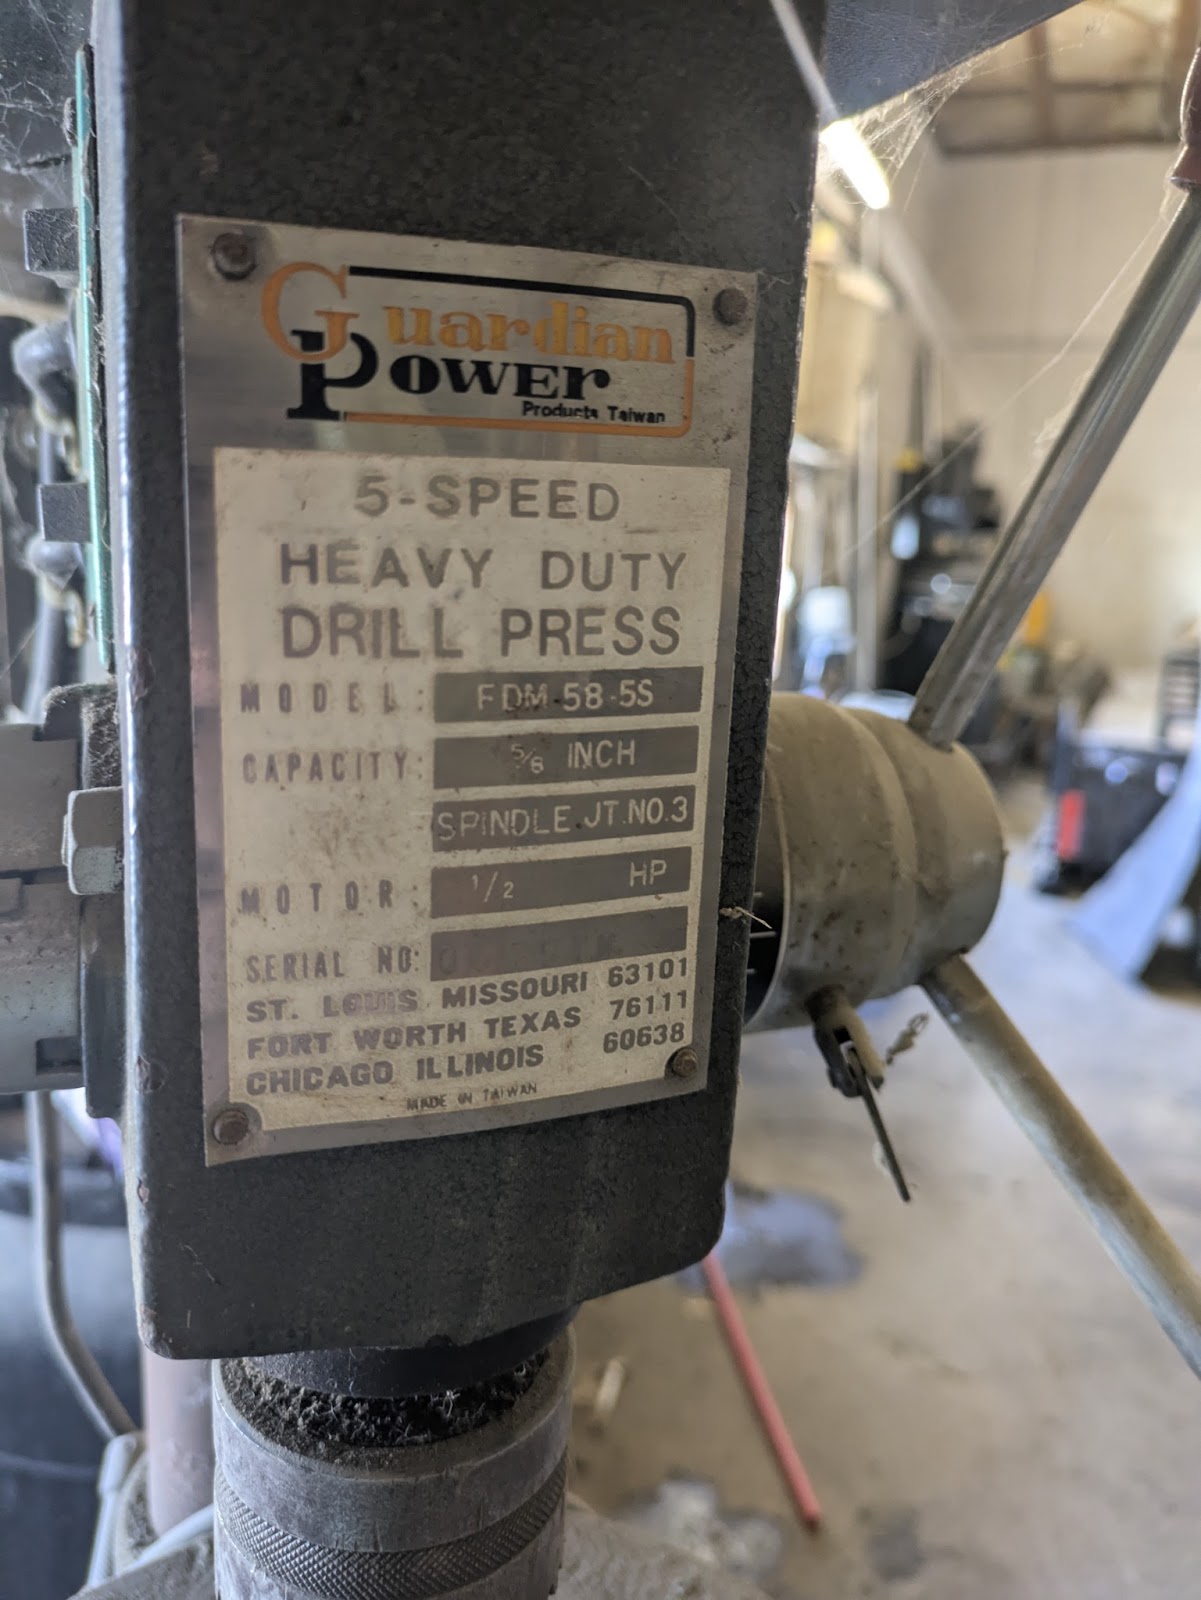 Guardian
Power
Products Taiwan
5-SPEED
HEAVY DUTY
DRILL PRESS
MODEL: FDM-58-5S
CAPACITY: 5/8 INCH
SPINDLE.JT.NO.3
MOTOR: 1/2 HP
SERIAL NO:
ST. LOUIS MISSOURI 63101
FORT WORTH TEXAS 76111
CHICAGO ILLINOIS 60638
MADE IN TAIWAN